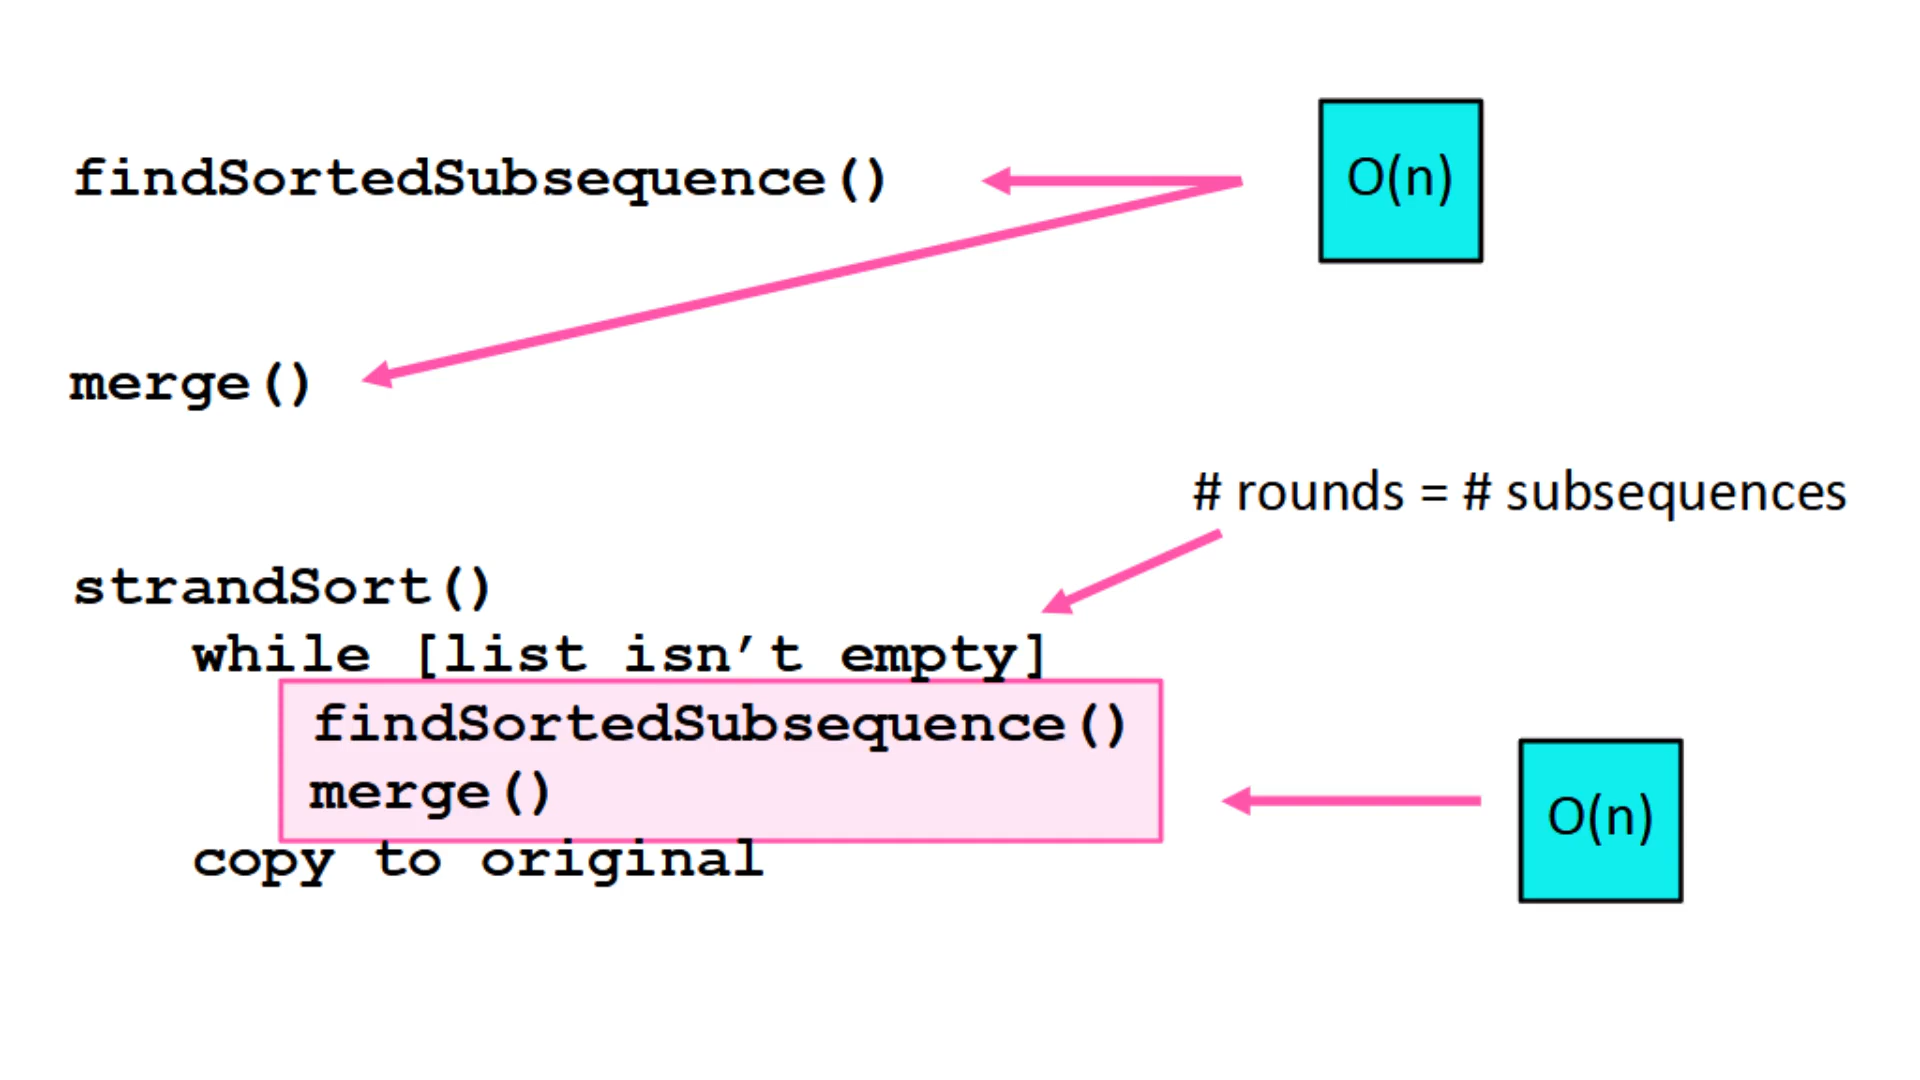 findSortedSubsequence()
O(n)
merge()
# rounds = # subsequences
strandSort()
while [list isn’t empty]
findSortedSubsequence()
merge()
O(n)
copy to original